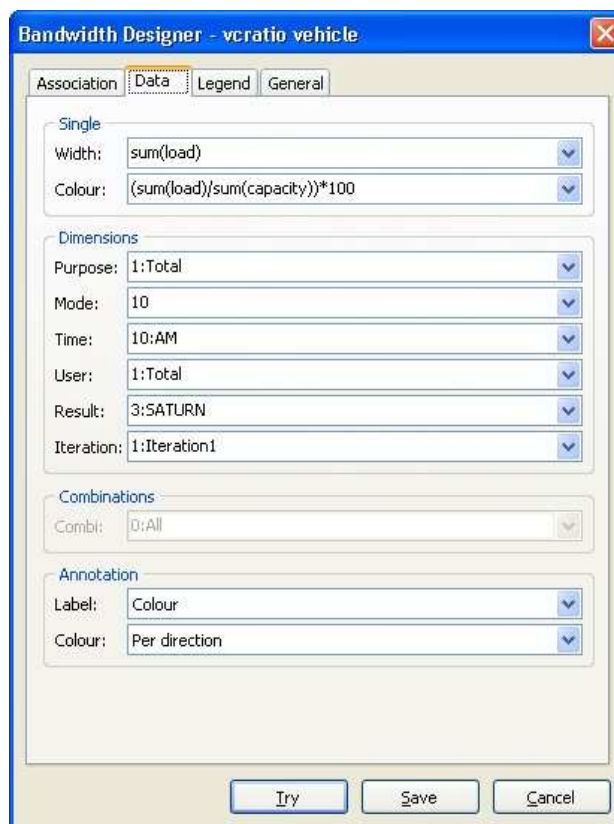 Bandwidth Designer - vcratio vehicle
Association Data Legend General
Single
Width: sum(load)
Colour: (sum(load)/sum(capacity))*100
Dimensions
Purpose: 1:Total
Mode: 10
Time: 10:AM
User: 1:Total
Result: 3:SATURN
Iteration: 1:Iteration1
Combinations
Combi: 0:All
Annotation
Label: Colour
Colour: Per direction
Try Save Cancel